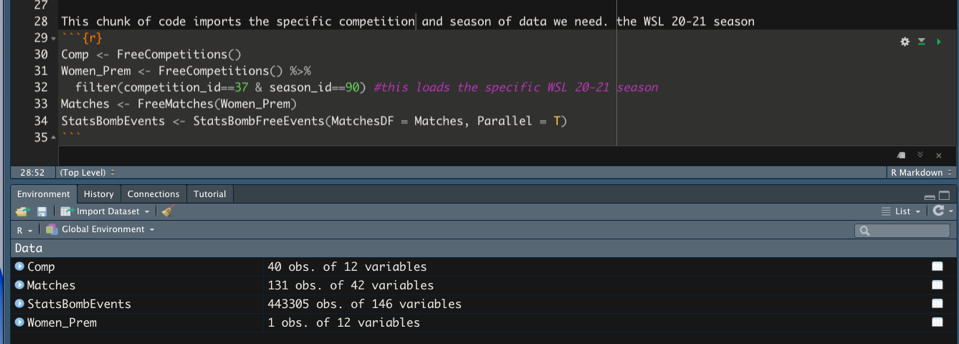 27
28 This chunk of code imports the specific competition and season of data we need. the WSL 20-21 season
29 ```{r}
30 Comp <- FreeCompetitions()
31 Women_Prem <- FreeCompetitions() %>%
32 filter(competition_id==37 & season_id==90) #this loads the specific WSL 20-21 season
33 Matches <- FreeMatches(Women_Prem)
34 StatsBombEvents <- StatsBombFreeEvents(MatchesDF = Matches, Parallel = T)
35 ```
28:52 (Top Level) R Markdown
Environment History Connections Tutorial
Import Dataset List
R Global Environment
Data
Comp 40 obs. of 12 variables
Matches 131 obs. of 42 variables
StatsBombEvents 443305 obs. of 146 variables
Women_Prem 1 obs. of 12 variables